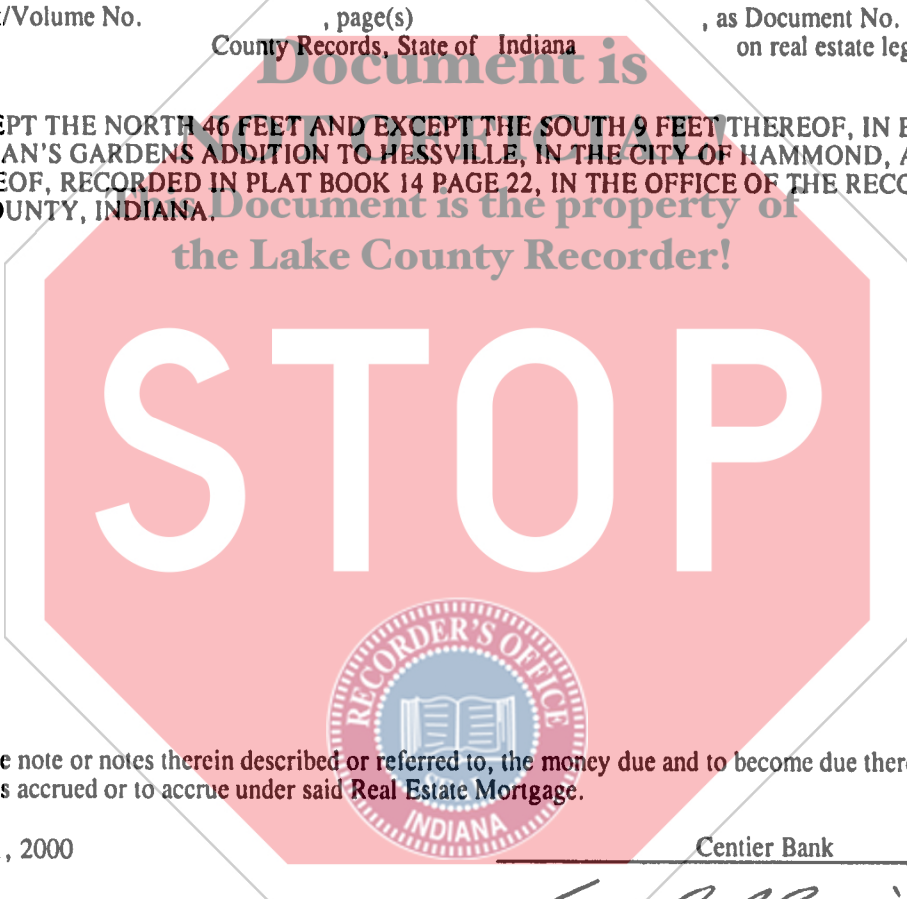 /Volume No. , page(s) , as Document No.
County Records, State of Indiana on real estate leg
Document is
EPT THE NORTH 46 FEET AND EXCEPT THE SOUTH 9 FEET THEREOF, IN
NOT OFFICIAL!
AN'S GARDENS ADDITION TO HESSVILLE, IN THE CITY OF HAMMOND,
EOF, RECORDED IN PLAT BOOK 14 PAGE 22, IN THE OFFICE OF THE RECO
This Document is the property of
OUNTY, INDIANA.
the Lake County Recorder!
STOP
RECORDER'S OFFICE
e note or notes therein described or referred to, the money due and to become due ther
s accrued or to accrue under said Real Estate Mortgage.
INDIANA
, 2000 Centier Bank